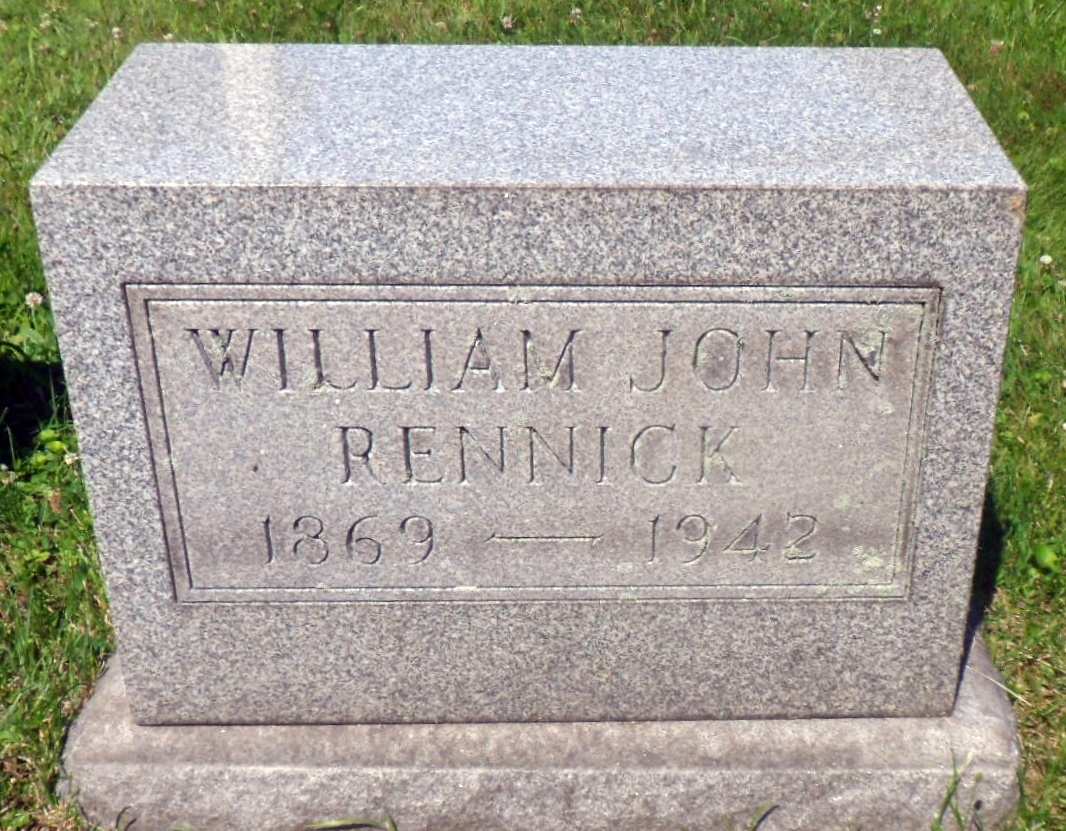 WILLIAM JOHN
RENNICK
1869 — 1942